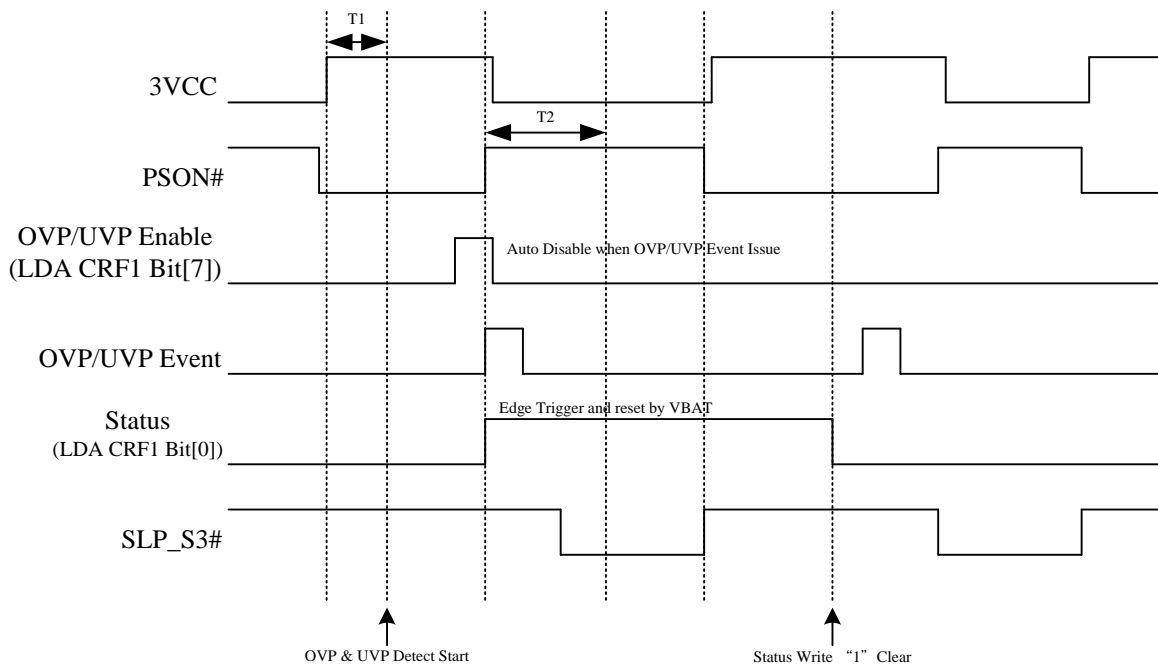 T1
3VCC
T2
PSON#
OVP/UVP Enable
(LDA CRF1 Bit[7])
Auto Disable when OVP/UVP Event Issue
OVP/UVP Event
Edge Trigger and reset by VBAT
Status
(LDA CRF1 Bit[0])
SLP_S3#
OVP & UVP Detect Start
Status Write “1” Clear